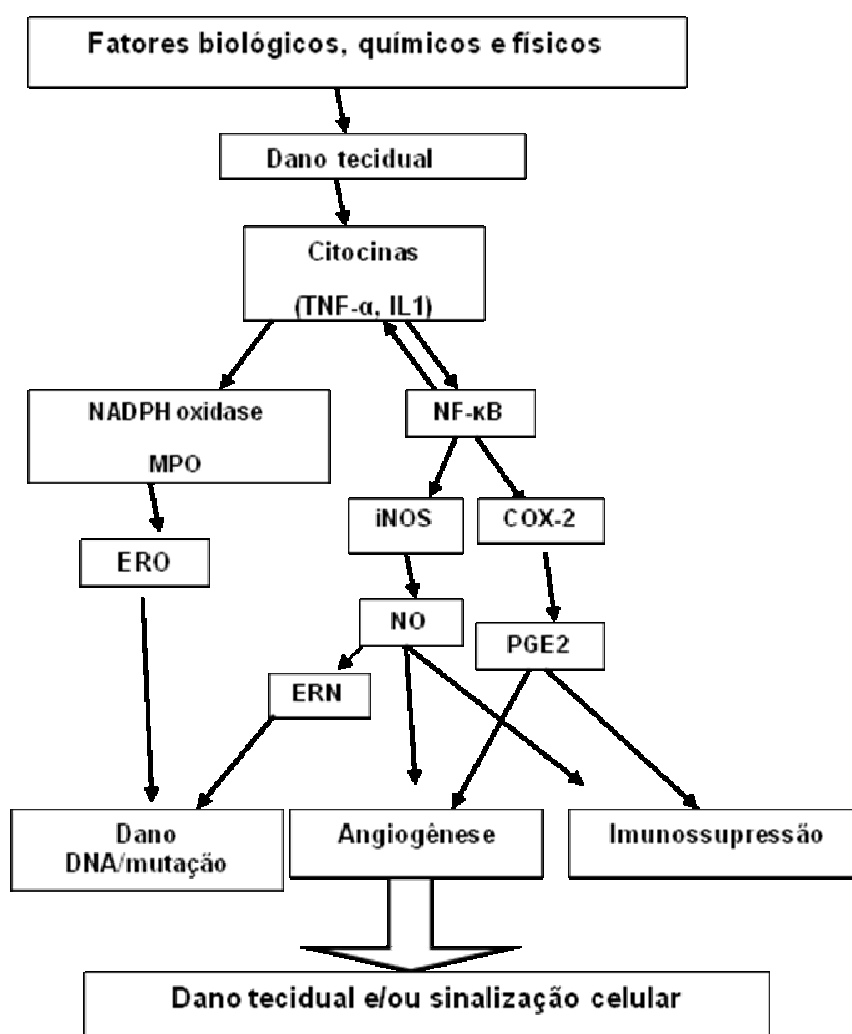 Fatores biológicos, químicos e físicos
Dano tecidual
Citocinas
(TNF-α, IL1)
NADPH oxidase
MPO
NF-κB
iNOS
COX-2
ERO
NO
PGE2
ERN
Dano
DNA/mutação
Angiogênese
Imunossupressão
Dano tecidual e/ou sinalização celular